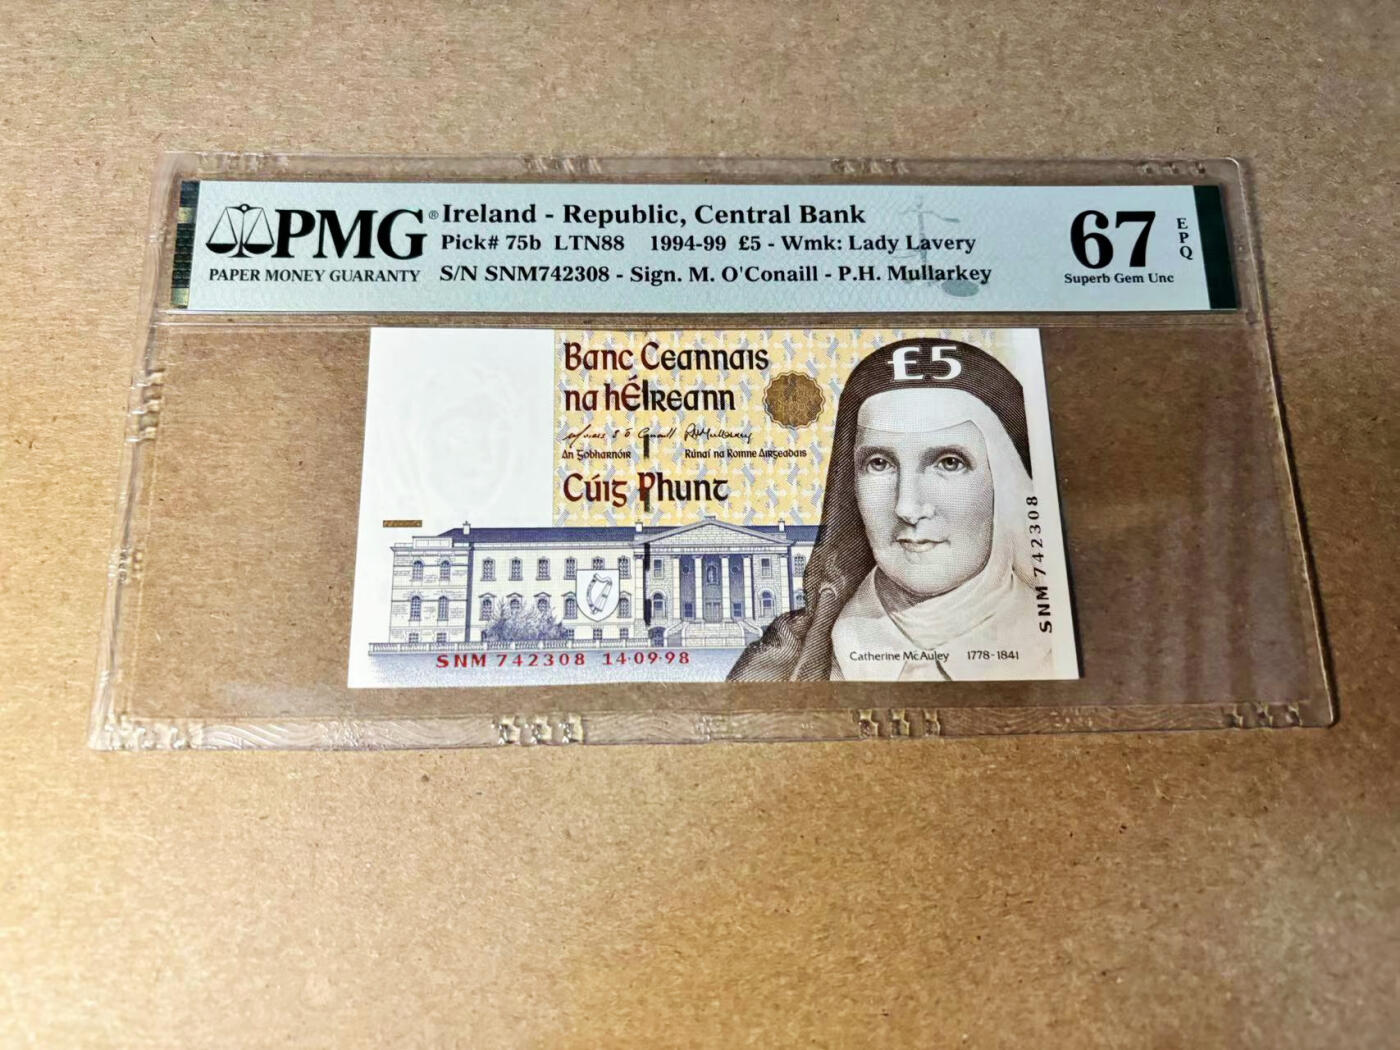 PMG®
PAPER MONEY GUARANTY
Ireland - Republic, Central Bank
Pick# 75b LTN88 1994-99 £5 - Wmk: Lady Lavery
S/N SNM742308 - Sign. M. O'Conaill - P.H. Mullarkey
67
EPQ
Superb Gem Unc
Banc Ceannais
na hÉireann
An Gobharnóir Rúnaí na Roinne Airgeadais
Cúig Phunt
£5
SNM 742308 14·09·98
Catherine McAuley 1778-1841
SNM 742308